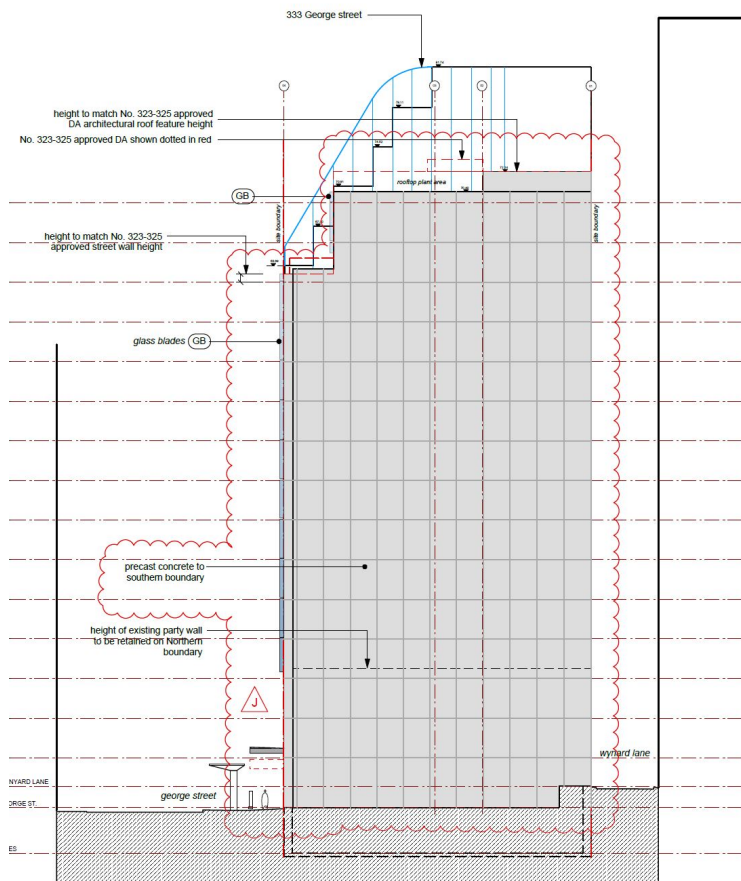 333 George street
height to match No. 323-325 approved
DA architectural roof feature height
No. 323-325 approved DA shown dotted in red
rooftop plant area
GB
site boundary
site boundary
height to match No. 323-325
approved street wall height
glass blades GB
precast concrete to
southern boundary
height of existing party wall
to be retained on Northern
boundary
J
wynard lane
NYARD LANE
george street
ORGE ST.
ES